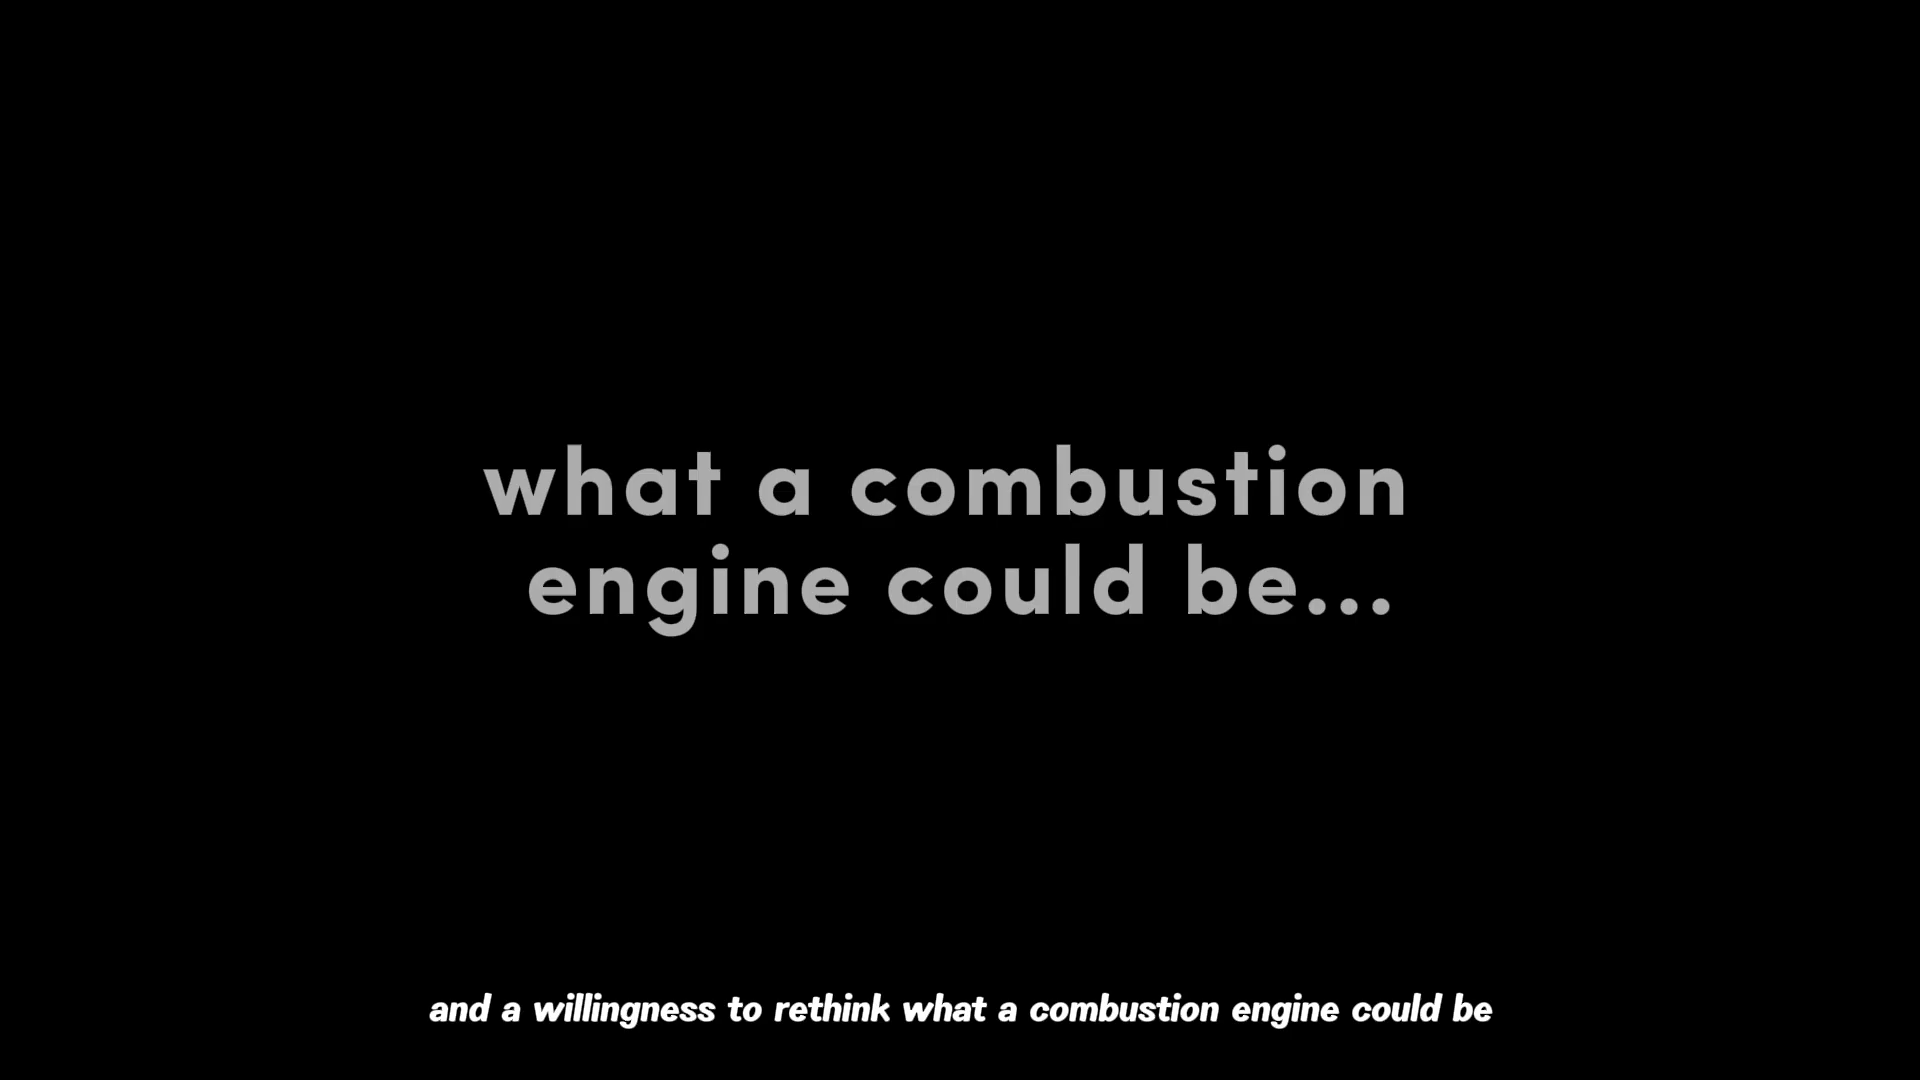 what a combustion
engine could be...
and a willingness to rethink what a combustion engine could be